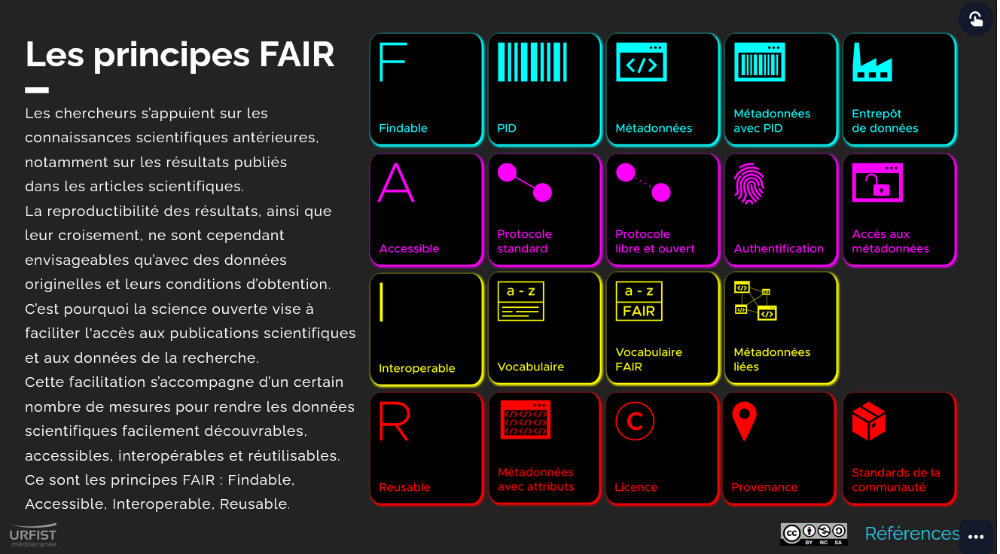 Les principes FAIR
Les chercheurs s'appuient sur les
connaissances scientifiques antérieures,
notamment sur les résultats publiés
dans les articles scientifiques.
La reproductibilité des résultats, ainsi que
leur croisement, ne sont cependant
envisageables qu'avec des données
originelles et leurs conditions d'obtention.
C'est pourquoi la science ouverte vise à
faciliter l'accès aux publications scientifiques
et aux données de la recherche.
Cette facilitation s'accompagne d'un certain
nombre de mesures pour rendre les données
scientifiques facilement découvrables,
accessibles, interopérables et réutilisables.
Ce sont les principes FAIR : Findable,
Accessible, Interoperable, Reusable.
F
Findable
PID
</>
Métadonnées
Métadonnées
avec PID
Entrepôt
de données
A
Accessible
Protocole
standard
Protocole
libre et ouvert
Authentification
Accès aux
métadonnées
I
Interoperable
a - z
Vocabulaire
a - z
FAIR
Vocabulaire
FAIR
Métadonnées
liées
R
Reusable
Métadonnées
avec attributs
C
Licence
Provenance
Standards de la
communauté
URFIST
méditerranée
cc
BY NC SA
Références